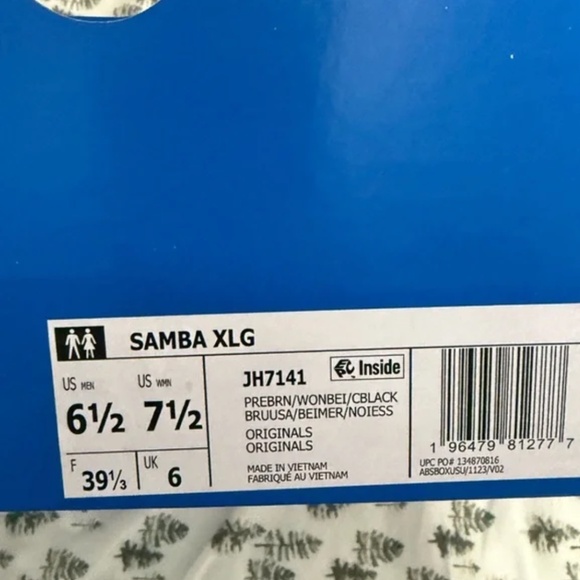 SAMBA XLG
US MEN US WMN
6½ 7½
F 39⅓ UK 6
JH7141 Inside
PREBRN/WONBEI/CBLACK
BRUUSA/BEIMER/NOIESS
ORIGINALS
ORIGINALS
MADE IN VIETNAM
FABRIQUÉ AU VIETNAM
1 96479 81277 7
UPC PO# 134870816
ABSBOXUSU/1123/V02